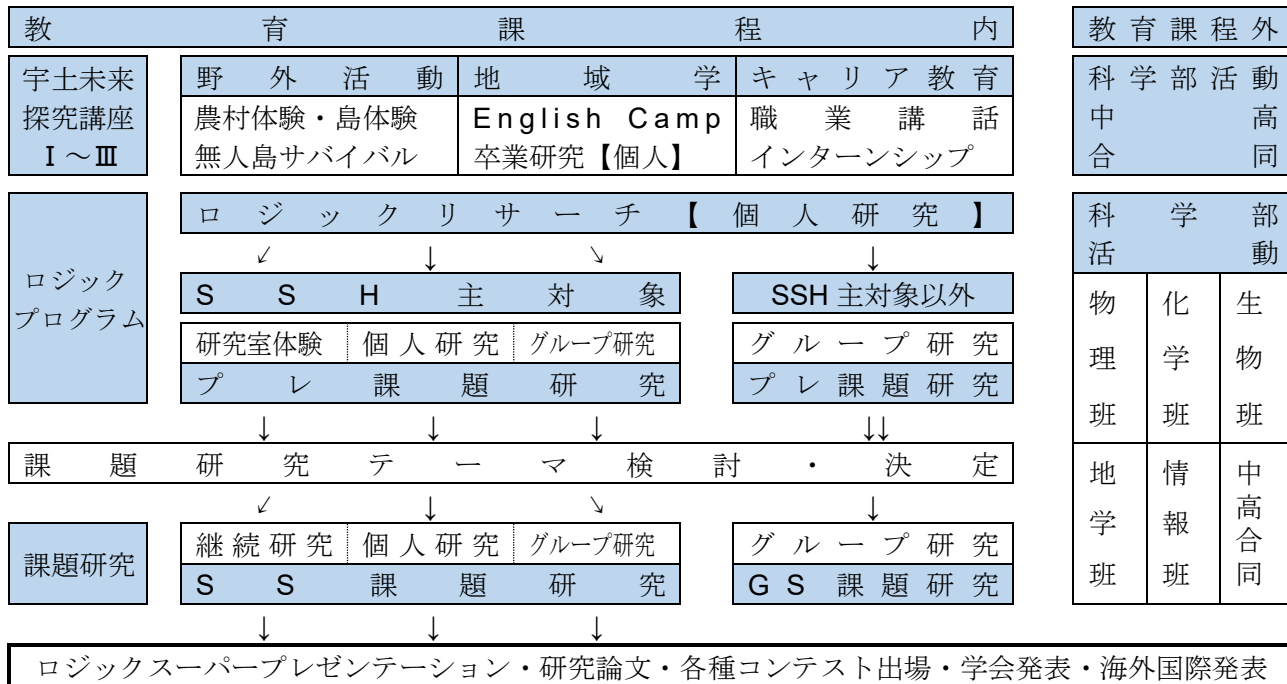 教育課程内
教育課程外
宇土未来
探究講座
Ⅰ～Ⅲ
野外活動
農村体験・島体験
無人島サバイバル
地域学
English Camp
卒業研究【個人】
キャリア教育
職業講話
インターンシップ
科学部活動
中高
合同
ロジック
プログラム
ロジックリサーチ【個人研究】
↙ ↓ ↘ ↓
SSH主対象
SSH主対象以外
研究室体験 個人研究 グループ研究
グループ研究
プレ課題研究
プレ課題研究
↓ ↓ ↓ ↓↓
課題研究テーマ検討・決定
↙ ↓ ↘ ↓
課題研究
継続研究 個人研究 グループ研究
グループ研究
SS課題研究
GS課題研究
↓ ↓ ↓
科学部
活動
物理班
化学班
生物班
地学班
情報班
中高合同
ロジックスーパープレゼンテーション・研究論文・各種コンテスト出場・学会発表・海外国際発表